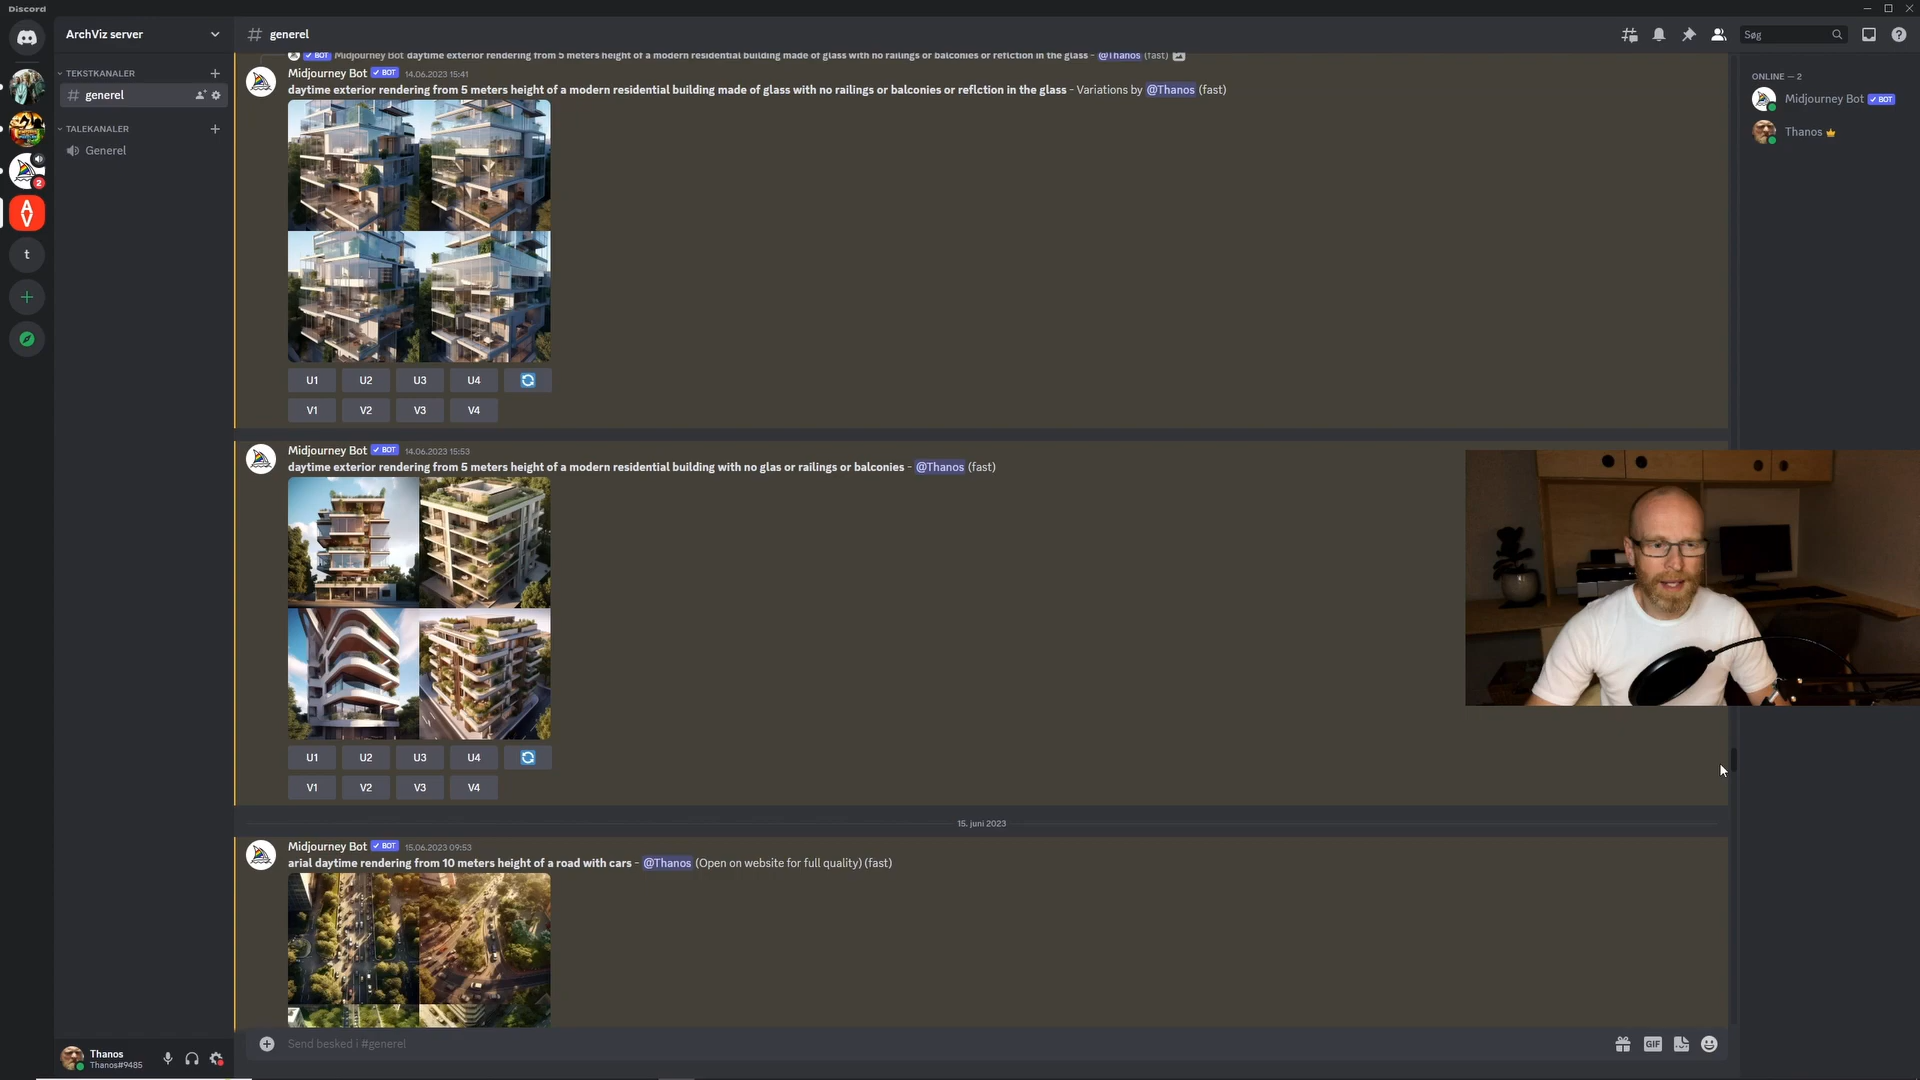 Discord
ArchViz server
generel
Søg
TEKSTKANALER
generel
TALEKANALER
Generel
2
t
BOT Midjourney Bot daytime exterior rendering from 5 meters height of a modern residential building made of glass with no railings or balconies or reflction in the glass - @Thanos (fast)
Midjourney Bot BOT 14.06.2023 15:41
daytime exterior rendering from 5 meters height of a modern residential building made of glass with no railings or balconies or reflction in the glass - Variations by @Thanos (fast)
U1 U2 U3 U4
V1 V2 V3 V4
Midjourney Bot BOT 14.06.2023 15:53
daytime exterior rendering from 5 meters height of a modern residential building with no glas or railings or balconies - @Thanos (fast)
U1 U2 U3 U4
V1 V2 V3 V4
15. juni 2023
Midjourney Bot BOT 15.06.2023 09:53
arial daytime rendering from 10 meters height of a road with cars - @Thanos (Open on website for full quality) (fast)
Send besked i #generel
GIF
Thanos
Thanos#9485
ONLINE — 2
Midjourney Bot BOT
Thanos